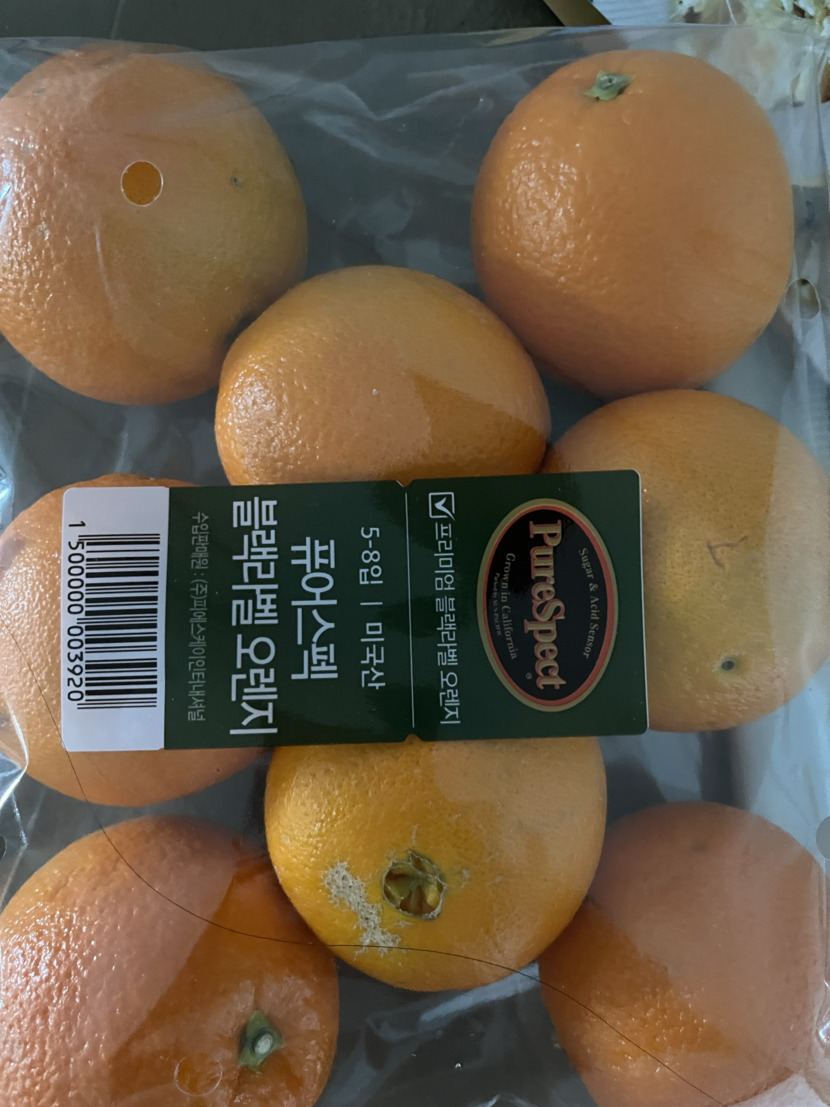 Sugar & Acid Sensor
PureSpect®
Grown in California
프리미엄 블랙라벨 오렌지
5-8입 | 미국산
퓨어스펙
블랙라벨 오렌지
수입판매원 : (주)피에스케이인터내셔널
1 500000 003920